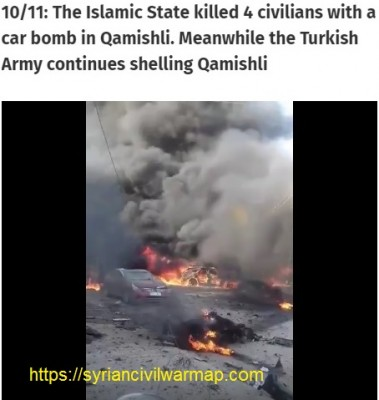 10/11: The Islamic State killed 4 civilians with a
car bomb in Qamishli. Meanwhile the Turkish
Army continues shelling Qamishli
https://syriancivilwarmap.com